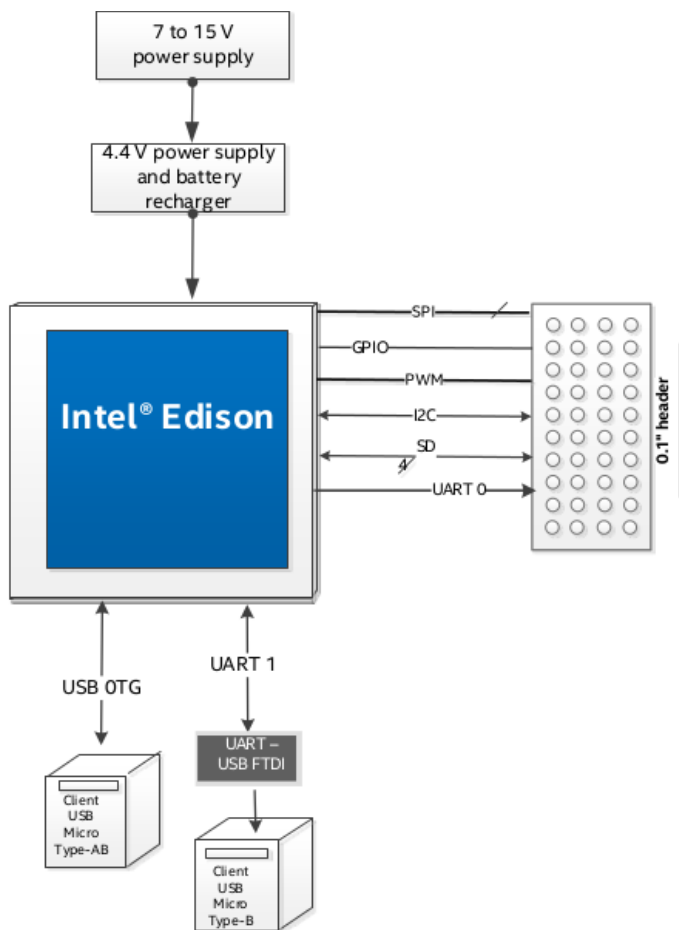 7 to 15 V
power supply
4.4 V power supply
and battery
recharger
Intel® Edison
SPI
GPIO
PWM
I2C
SD
4
UART 0
0.1" header
USB OTG
UART 1
UART –
USB FTDI
Client
USB
Micro
Type-AB
Client
USB
Micro
Type-B